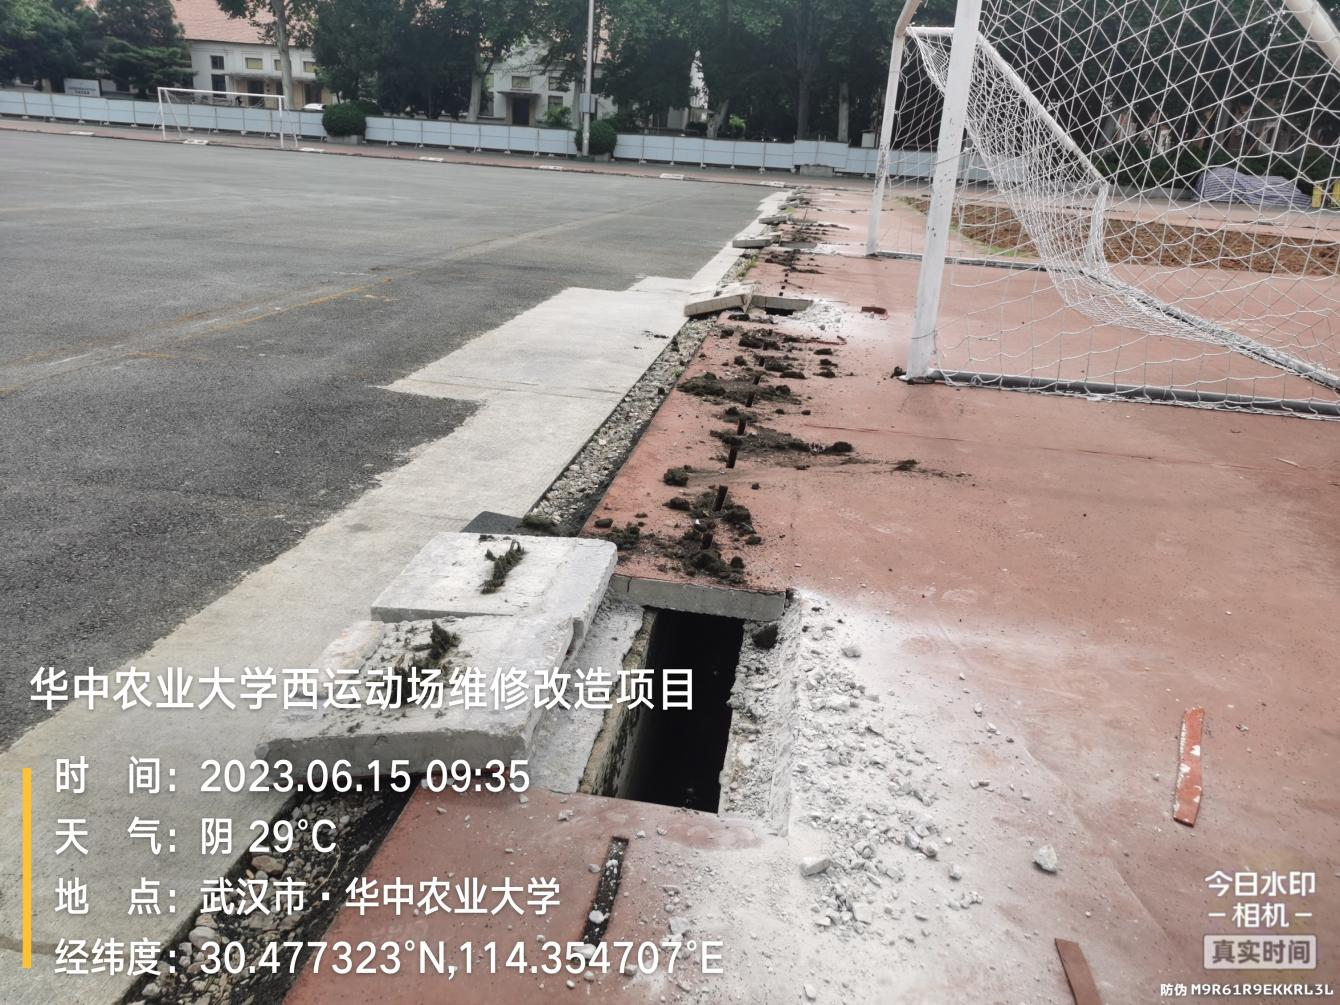 华中农业大学西运动场维修改造项目
时 间：2023.06.15 09:35
天 气：阴 29°C
地 点：武汉市·华中农业大学
经纬度：30.477323°N,114.354707°E
今日水印
-相机-
真实时间
防伪 M9R61R9EKKRL3L